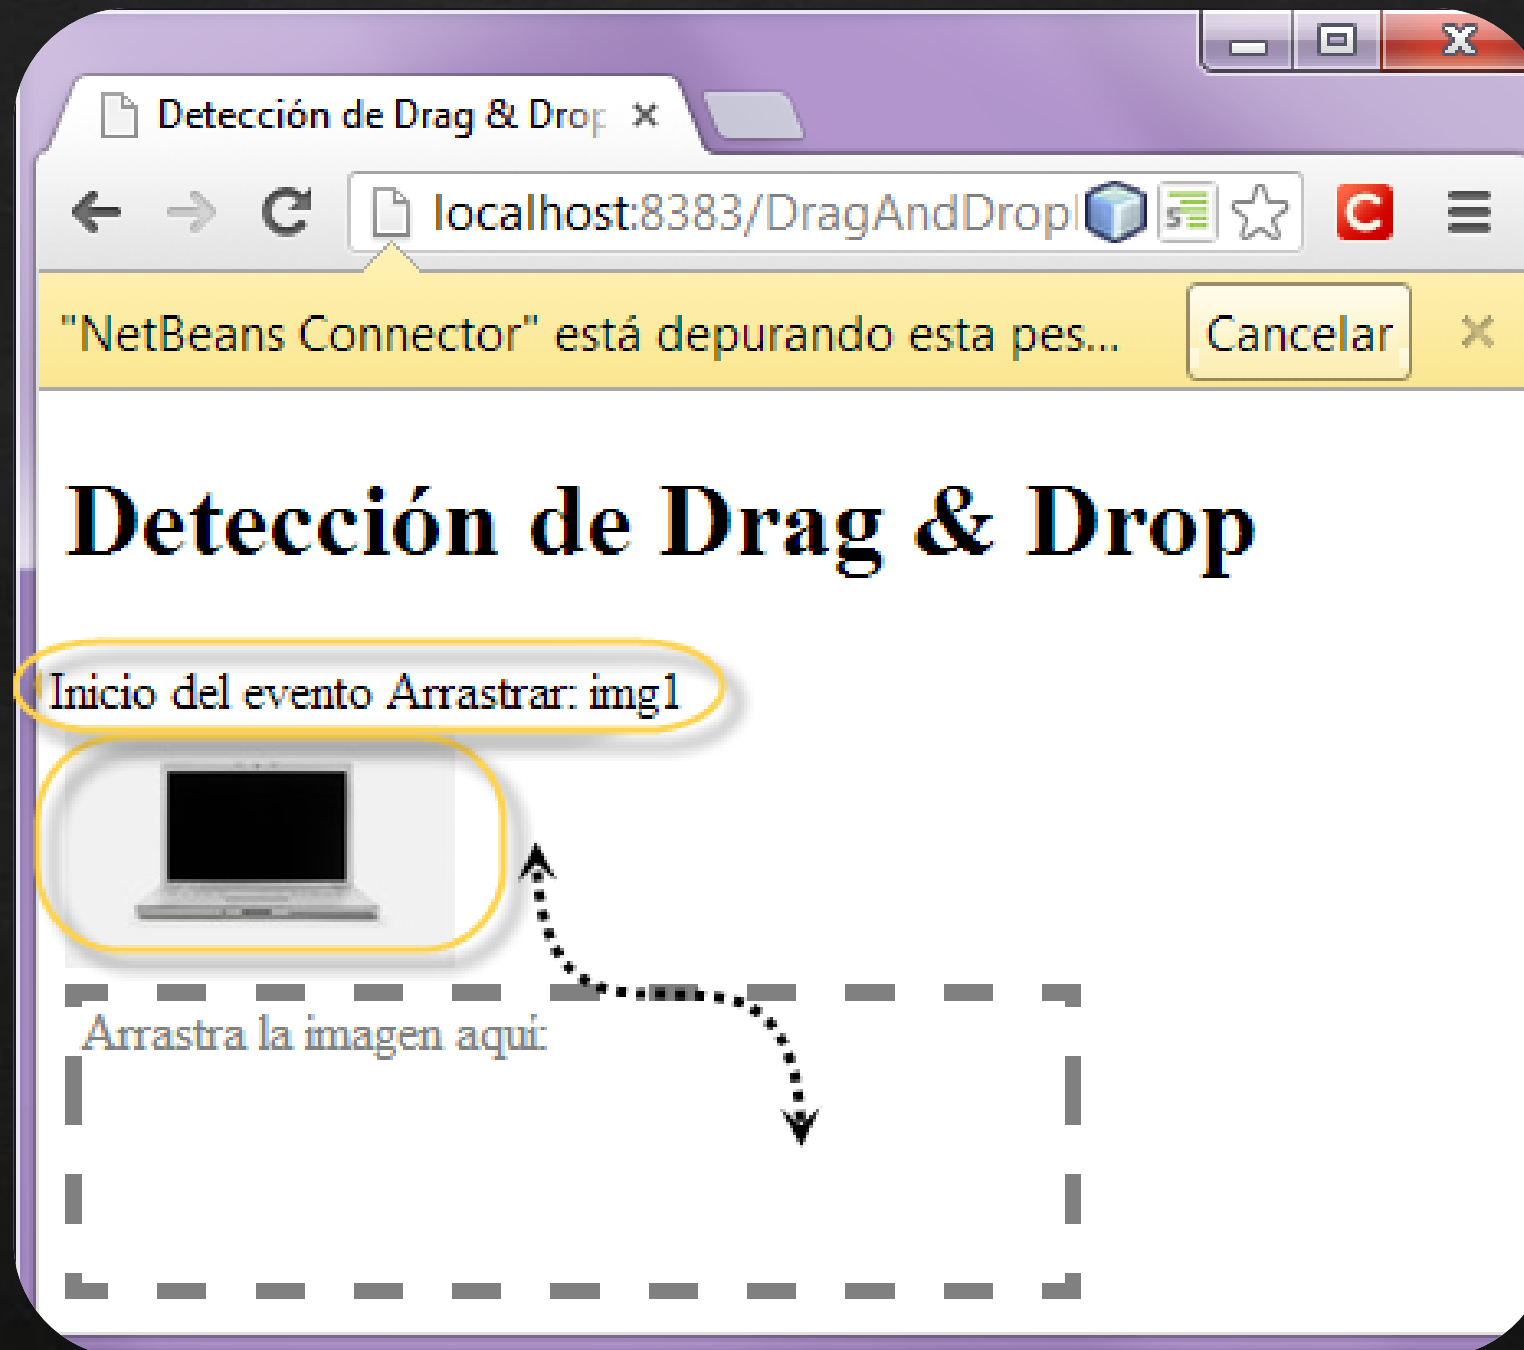 Detección de Drag & Drop
localhost:8383/DragAndDrop
"NetBeans Connector" está depurando esta pes...
Cancelar
Detección de Drag & Drop
Inicio del evento Arrastrar: img1
Arrastra la imagen aquí: